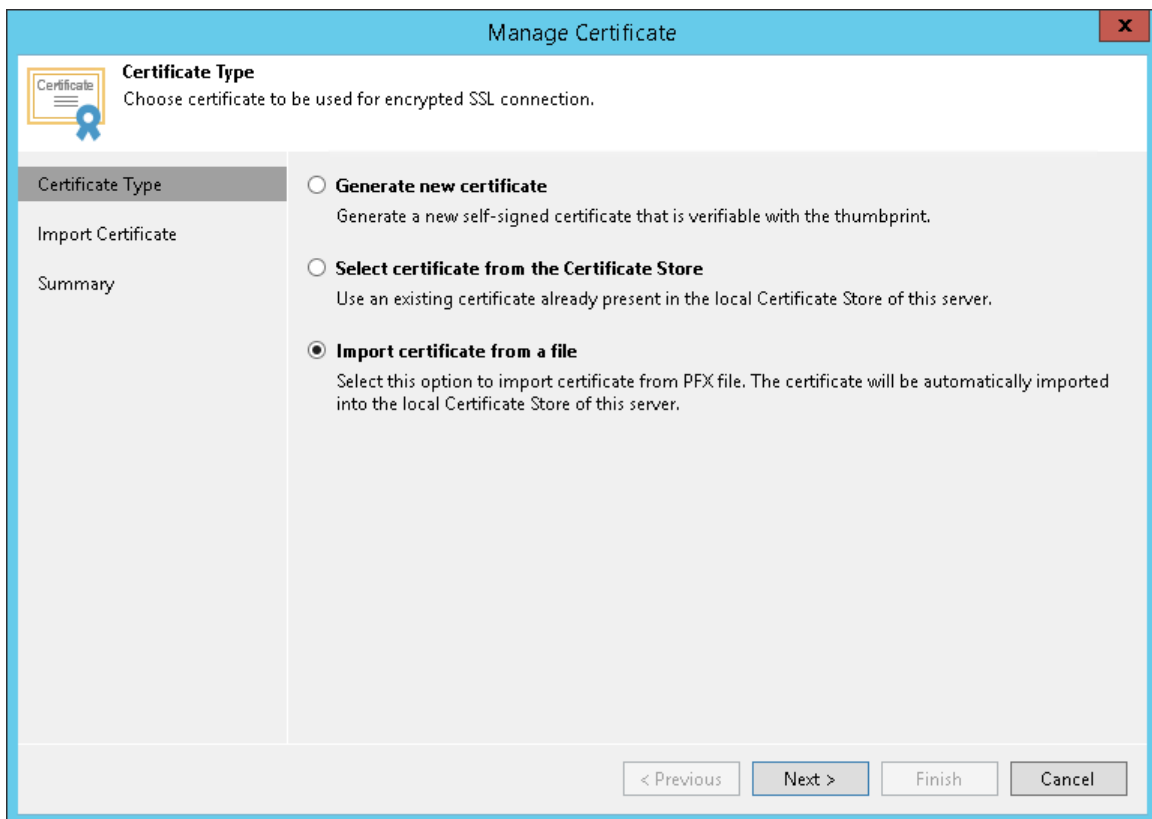 Manage Certificate
x
Certificate
Certificate Type
Choose certificate to be used for encrypted SSL connection.
Certificate Type
Import Certificate
Summary
Generate new certificate
Generate a new self-signed certificate that is verifiable with the thumbprint.
Select certificate from the Certificate Store
Use an existing certificate already present in the local Certificate Store of this server.
Import certificate from a file
Select this option to import certificate from PFX file. The certificate will be automatically imported
into the local Certificate Store of this server.
< Previous
Next >
Finish
Cancel